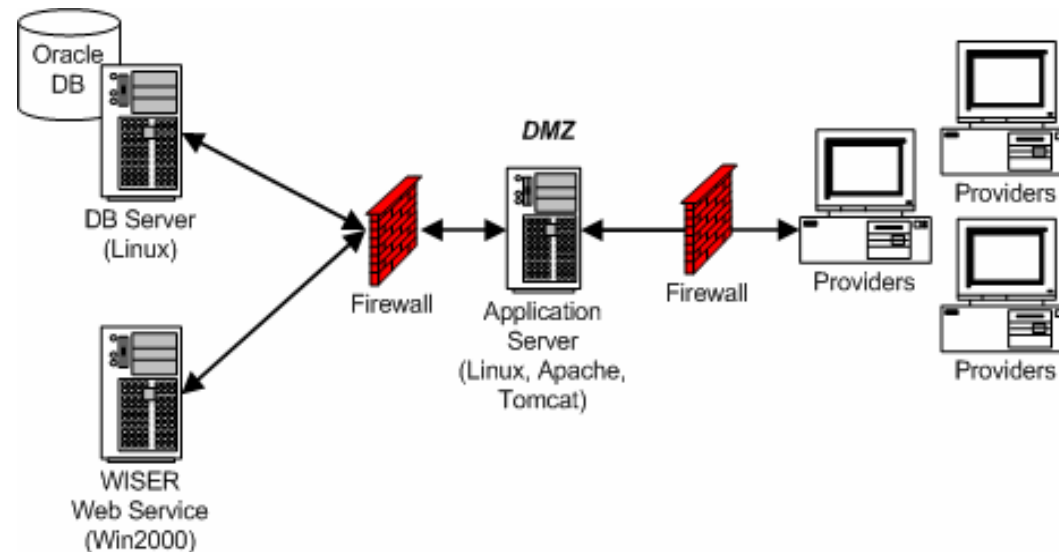 Oracle
DB
DB Server
(Linux)
WISER
Web Service
(Win2000)
Firewall
DMZ
Application
Server
(Linux, Apache,
Tomcat)
Firewall
Providers
Providers
Providers